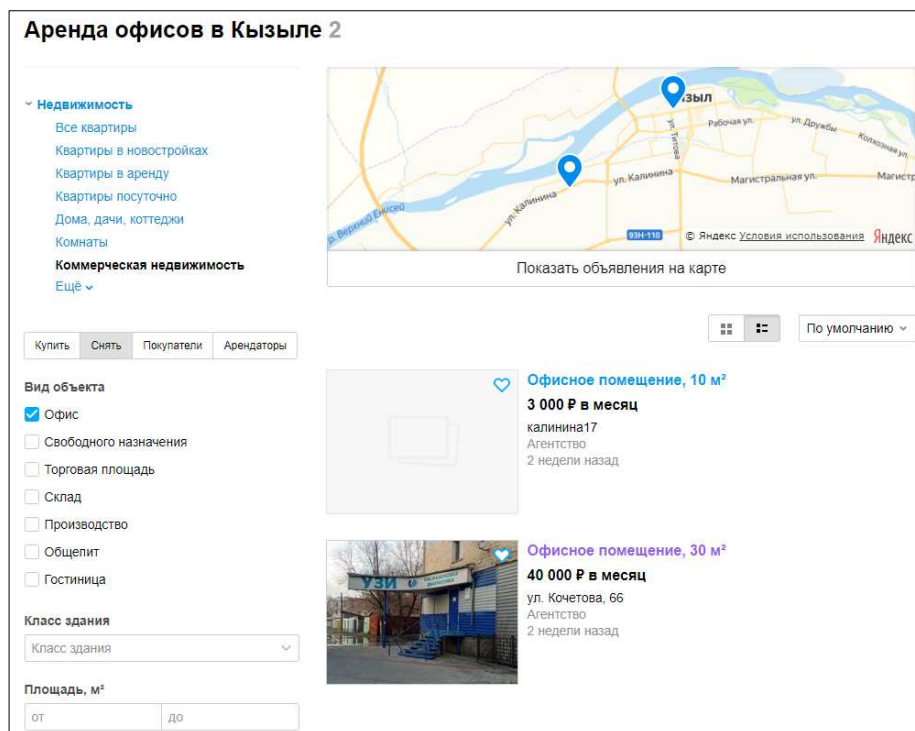 Аренда офисов в Кызыле 2
Недвижимость
Все квартиры
Квартиры в новостройках
Квартиры в аренду
Квартиры посуточно
Дома, дачи, коттеджи
Комнаты
Коммерческая недвижимость
Ещё
ЗЫЛ
ул. Титова
Рабочая ул.
ул. Дружбы
Колхозная ул.
ул. Калинина
Магистральная ул.
Магистр
ул. Калинина
р. Верхний Енисей
93Н-110
© Яндекс Условия использования Яндекс
Показать объявления на карте
По умолчанию
Купить Снять Покупатели Арендаторы
Вид объекта
Офис
Свободного назначения
Торговая площадь
Склад
Производство
Общепит
Гостиница
Класс здания
Класс здания
Площадь, м²
от до
Офисное помещение, 10 м²
3 000 ₽ в месяц
калинина17
Агентство
2 недели назад
УЗИ
Офисное помещение, 30 м²
40 000 ₽ в месяц
ул. Кочетова, 66
Агентство
2 недели назад